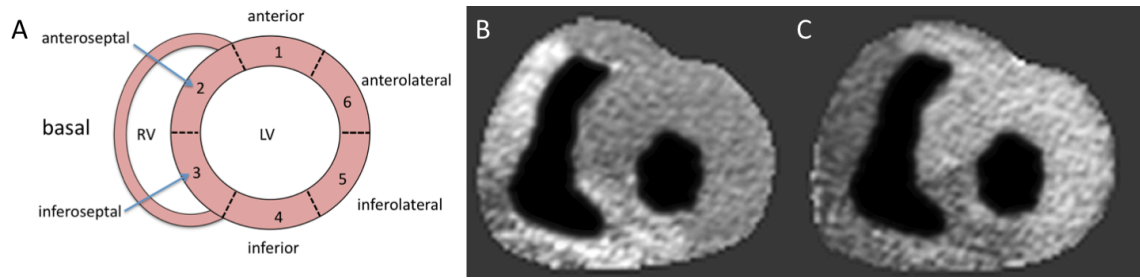 A
anterior
anteroseptal
1
anterolateral
2
6
basal
RV
LV
3
5
inferoseptal
inferolateral
4
inferior
B
C